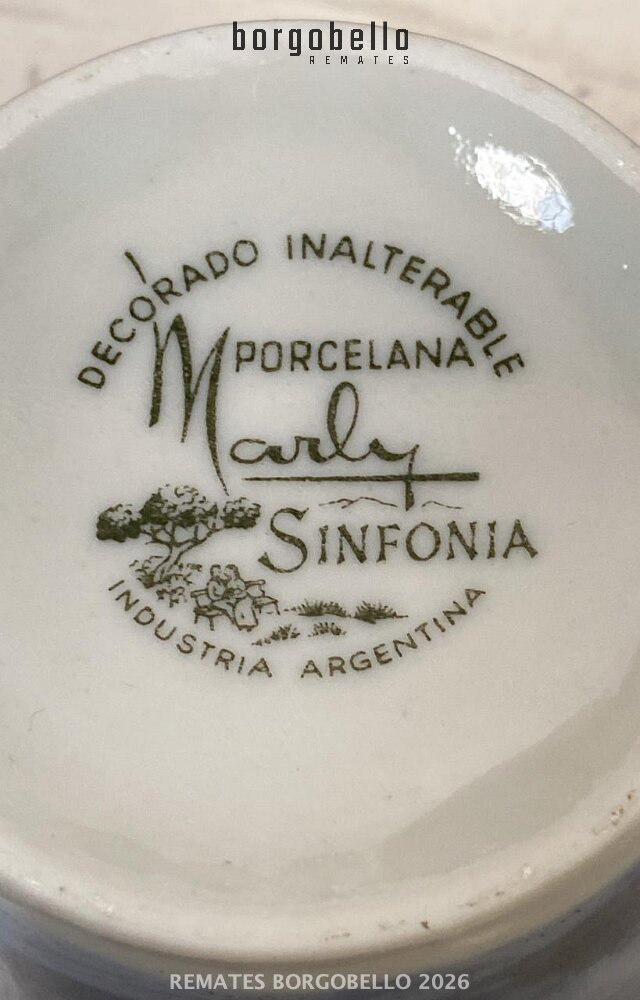 borgobello
REMATES
DECORADO INALTERABLE
PORCELANA
Marly
SINFONIA
INDUSTRIA ARGENTINA
REMATES BORGOBELLO 2026